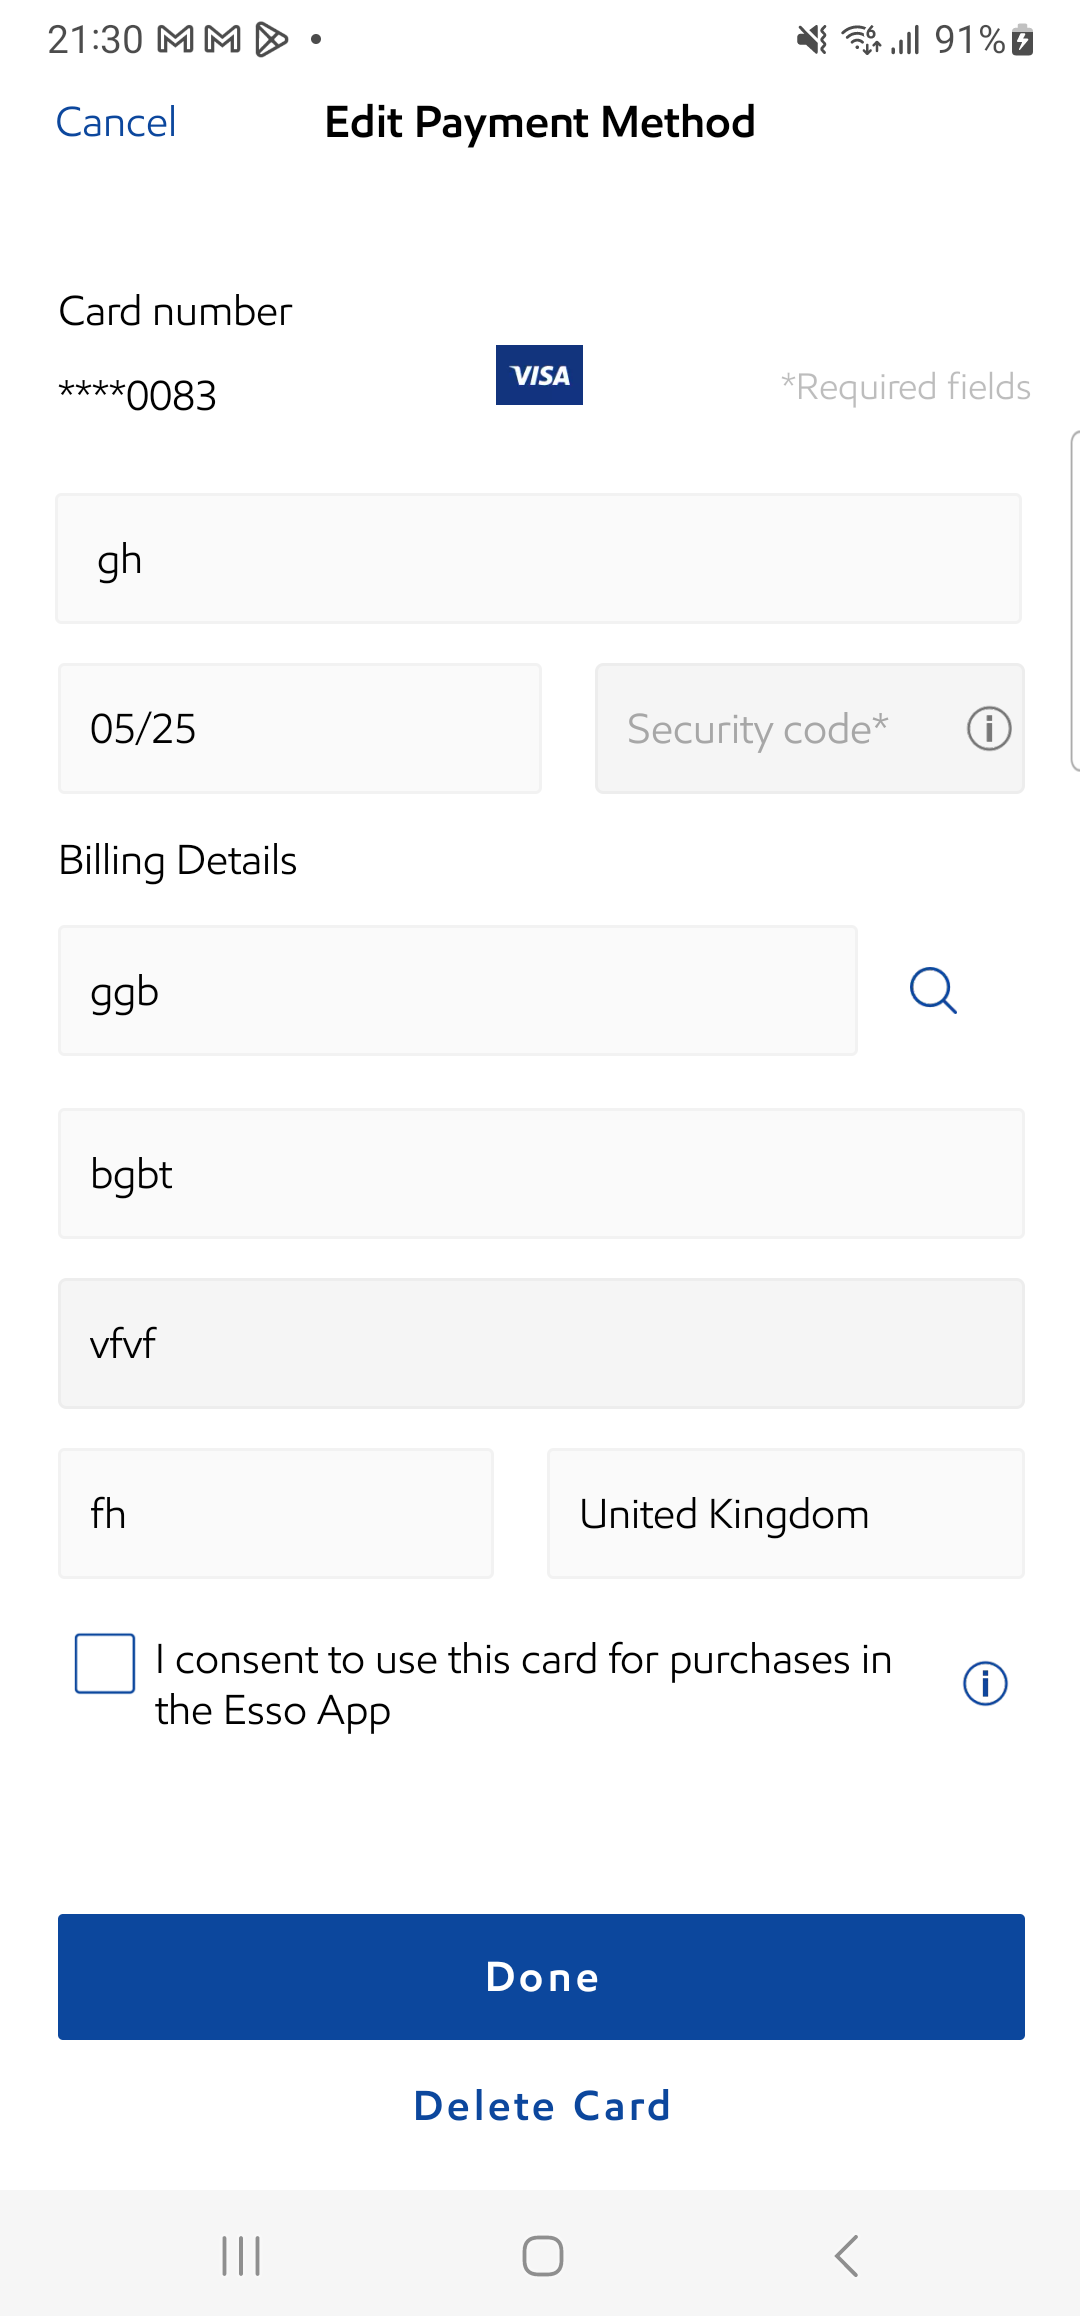 21:30
91%
Cancel
Edit Payment Method
Card number
****0083
VISA
*Required fields
gh
05/25
Security code*
Billing Details
ggb
bgbt
vfvf
fh
United Kingdom
I consent to use this card for purchases in
the Esso App
Done
Delete Card